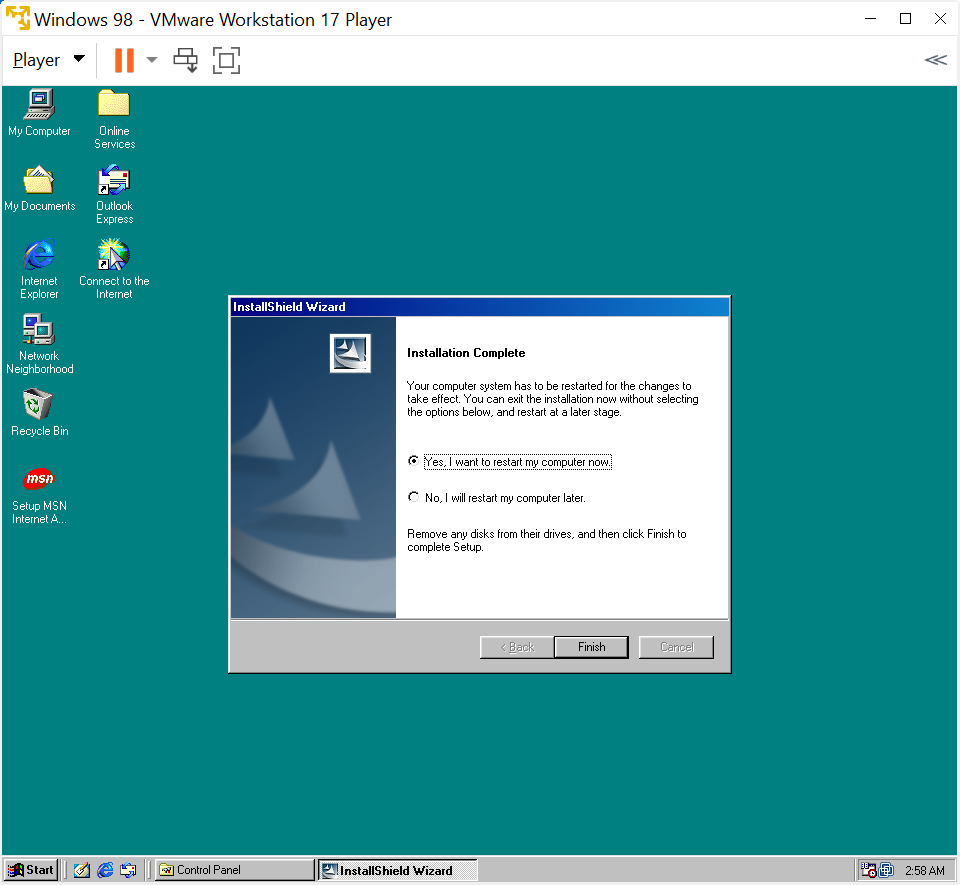 Windows 98 - VMware Workstation 17 Player
Player
My Computer
Online
Services
My Documents
Outlook
Express
Internet
Explorer
Connect to the
Internet
Network
Neighborhood
Recycle Bin
msn
Setup MSN
Internet A...
InstallShield Wizard
Installation Complete
Your computer system has to be restarted for the changes to
take effect. You can exit the installation now without selecting
the options below, and restart at a later stage.
Yes, I want to restart my computer now.
No, I will restart my computer later.
Remove any disks from their drives, and then click Finish to
complete Setup.
< Back
Finish
Cancel
Start
Control Panel
InstallShield Wizard
2:58 AM